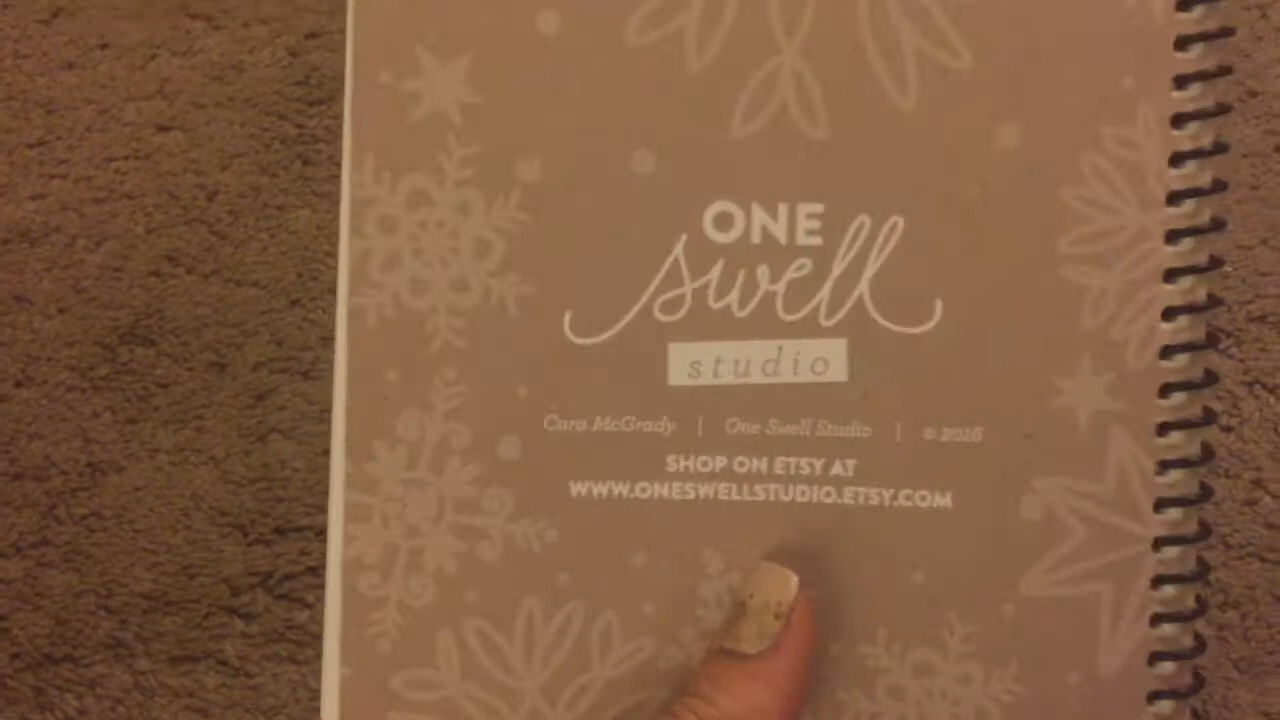 ONE
swell
studio
Cara McGrady | One Swell Studio | © 2016
SHOP ON ETSY AT
WWW.ONESWELLSTUDIO.ETSY.COM